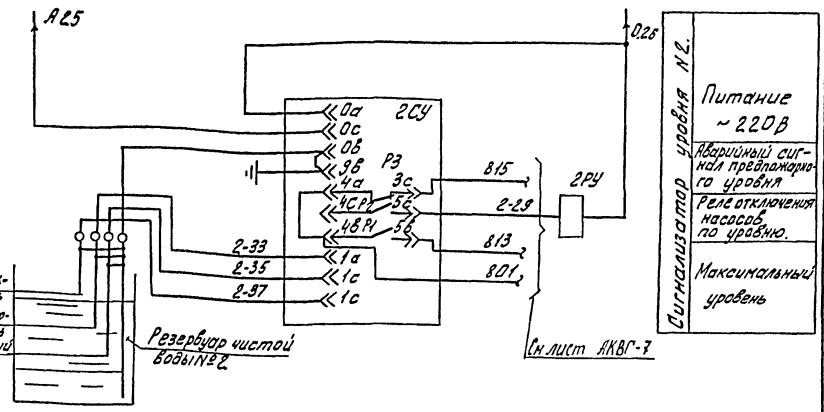 А25
0,26
0а
2СУ
0с
0в
9в
Р3
4а
3с
815
4С Р2
5с
2-29
2РУ
4в Р1
5в
813
801
2-33
1а
2-35
1с
2-37
1с
Резервуар чистой
воды №2
См лист АКВГ-7
Сигнализатор уровня N2.
Питание
~ 220В
Аварийный сиг-
нал предпожарно-
го уровня
Реле отключения
насосов
по уровню.
Максимальный
уровень